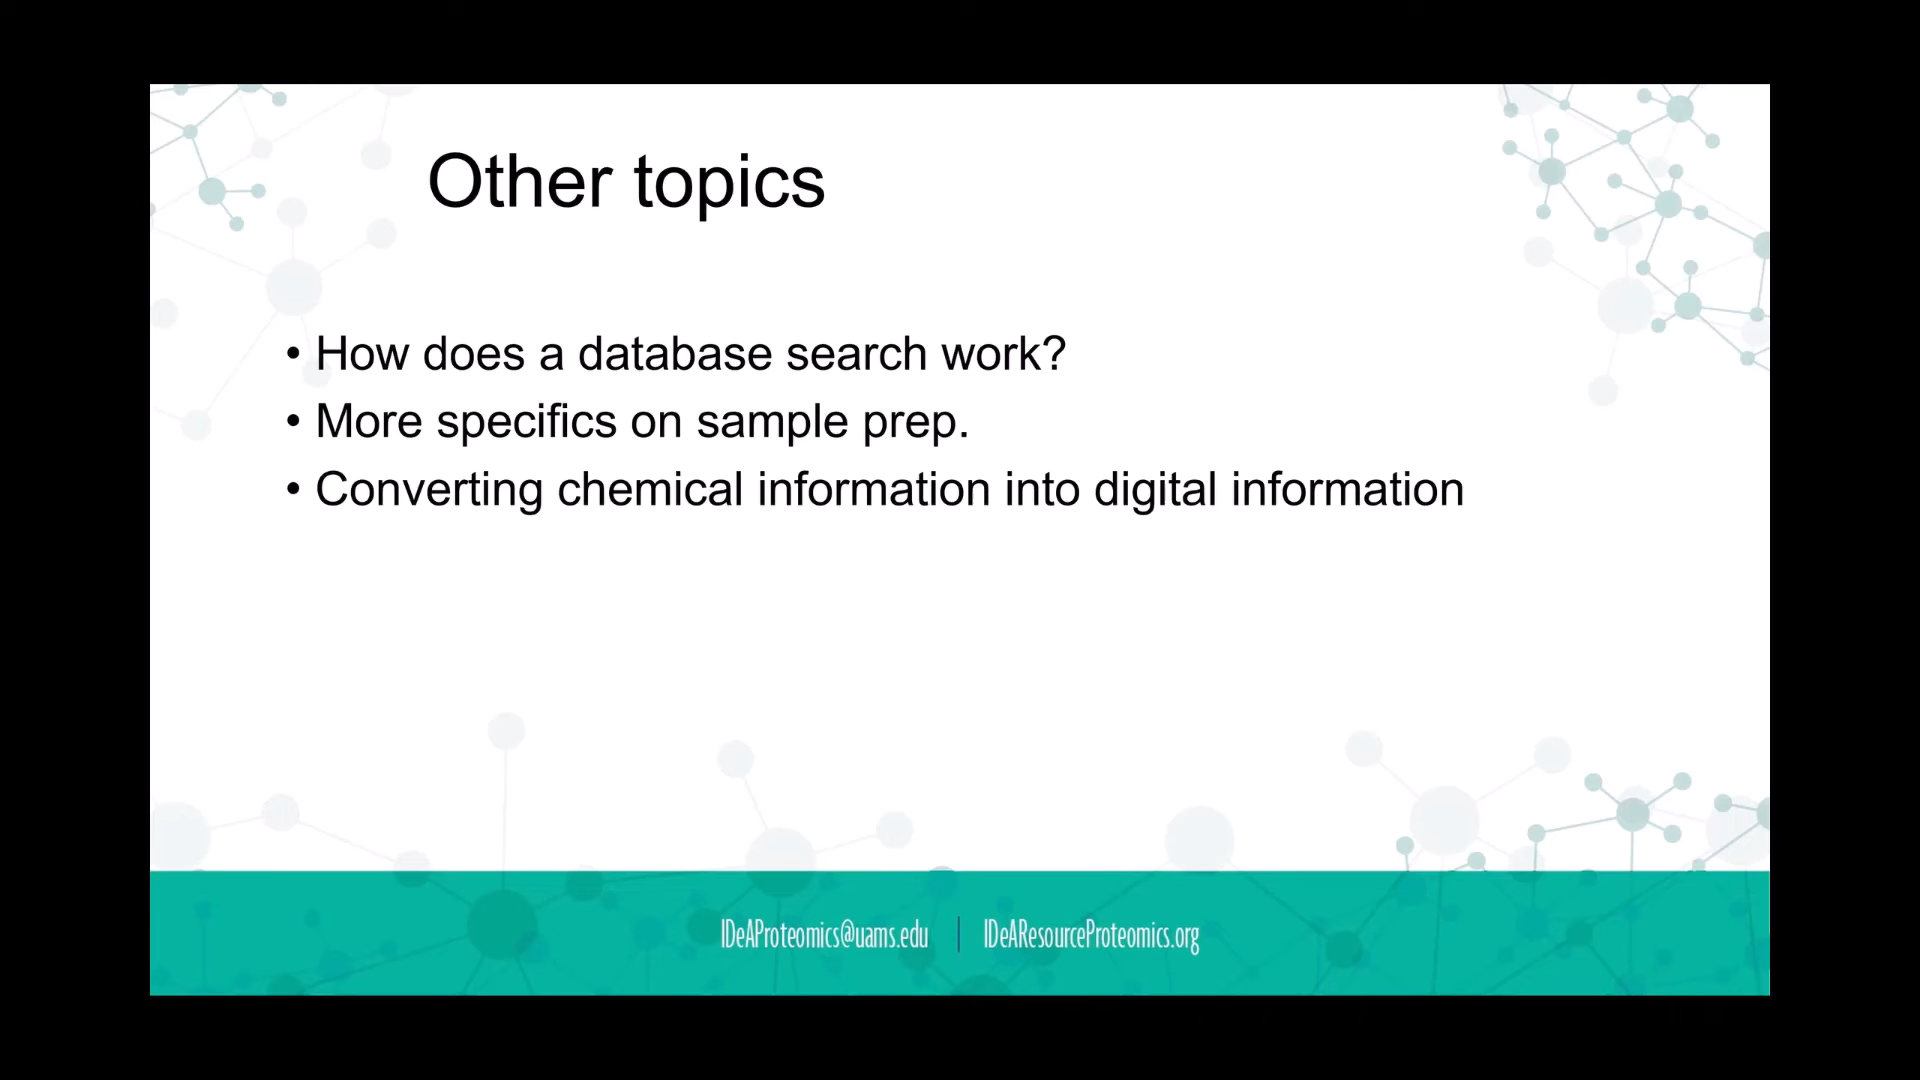 Other topics
• How does a database search work?
• More specifics on sample prep.
• Converting chemical information into digital information
IDeAProteomics@uams.edu | IDeAResourceProteomics.org